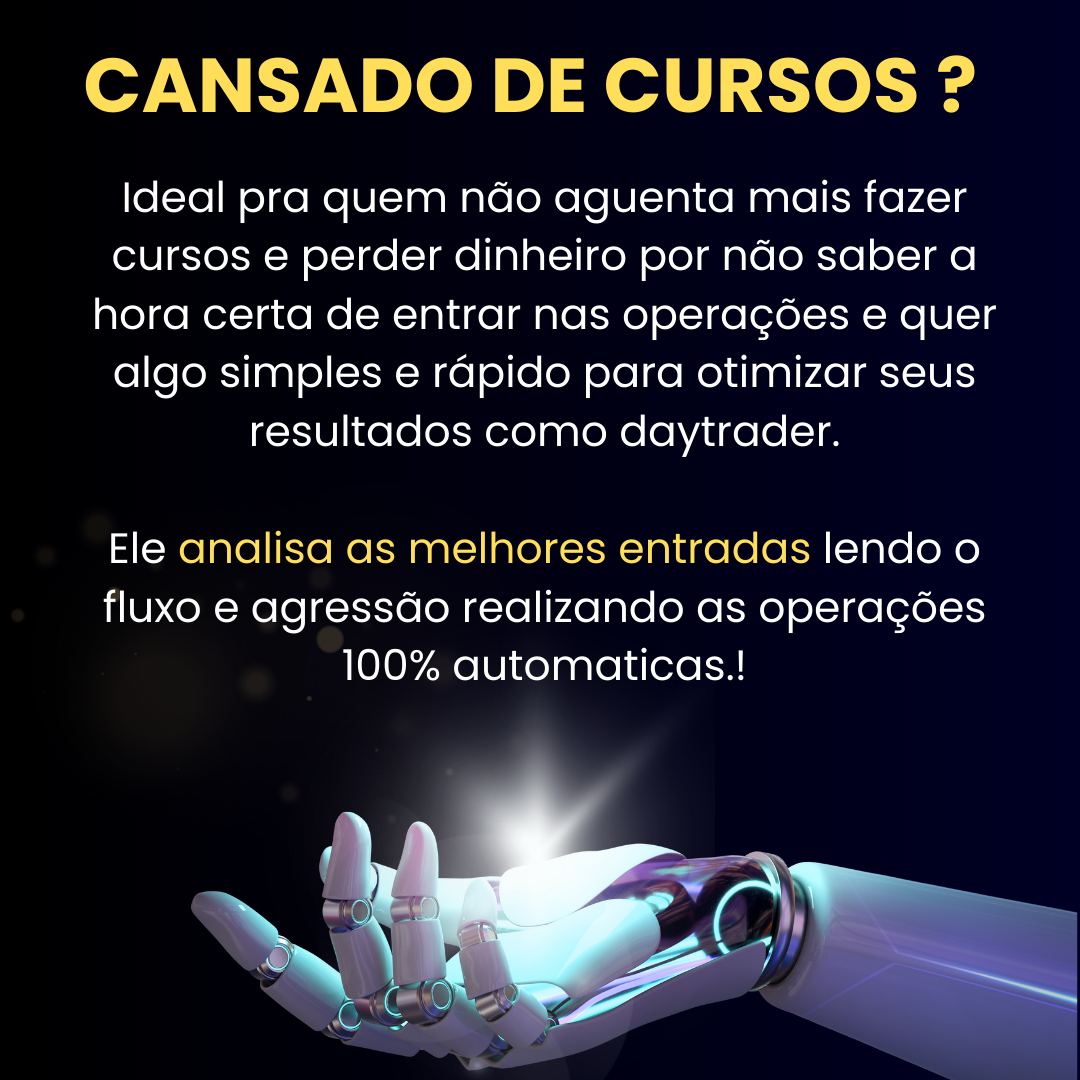 CANSADO DE CURSOS ?
Ideal pra quem não aguenta mais fazer
cursos e perder dinheiro por não saber a
hora certa de entrar nas operações e quer
algo simples e rápido para otimizar seus
resultados como daytrader.
Ele analisa as melhores entradas lendo o
fluxo e agressão realizando as operações
100% automaticas.!